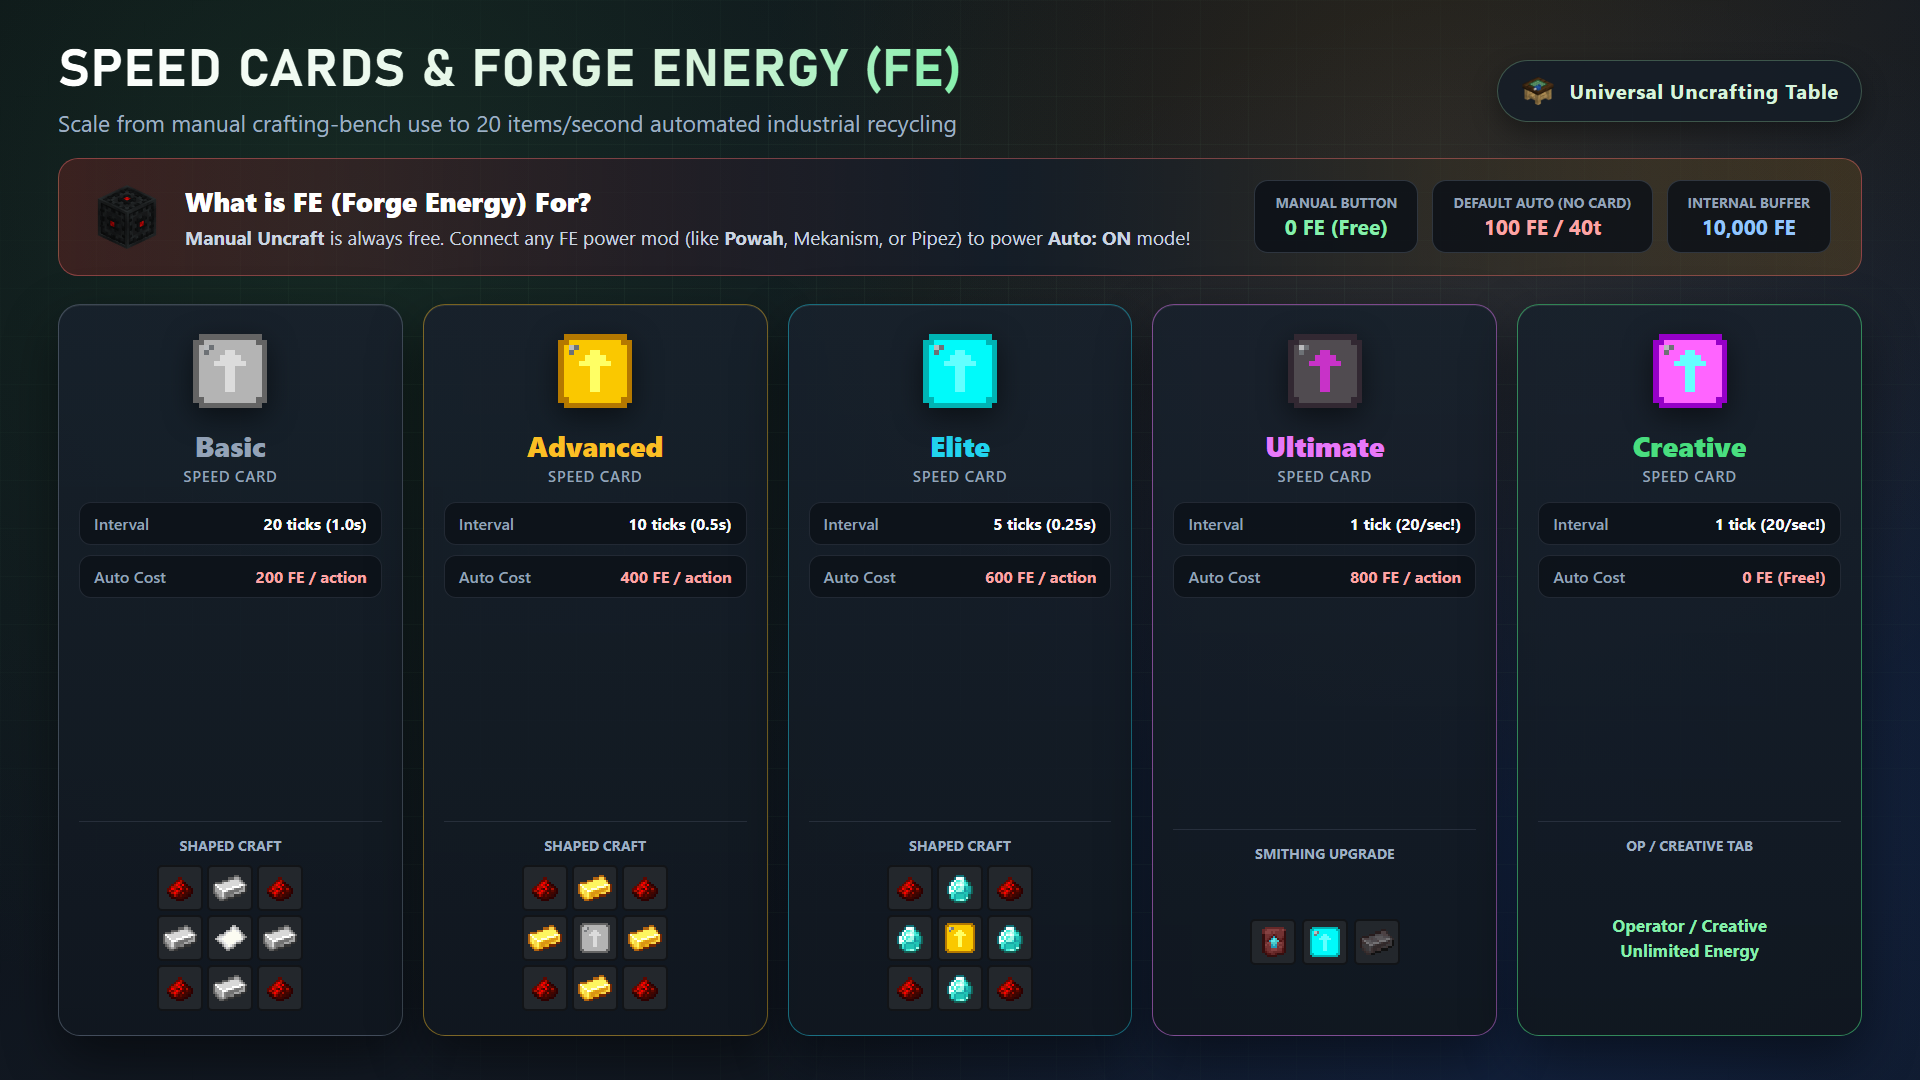 SPEED CARDS & FORGE ENERGY (FE)
Scale from manual crafting-bench use to 20 items/second automated industrial recycling
Universal Uncrafting Table
What is FE (Forge Energy) For?
Manual Uncraft is always free. Connect any FE power mod (like Powah, Mekanism, or Pipez) to power Auto: ON mode!
MANUAL BUTTON
0 FE (Free)
DEFAULT AUTO (NO CARD)
100 FE / 40t
INTERNAL BUFFER
10,000 FE
Basic
SPEED CARD
Interval 20 ticks (1.0s)
Auto Cost 200 FE / action
SHAPED CRAFT
Advanced
SPEED CARD
Interval 10 ticks (0.5s)
Auto Cost 400 FE / action
SHAPED CRAFT
Elite
SPEED CARD
Interval 5 ticks (0.25s)
Auto Cost 600 FE / action
SHAPED CRAFT
Ultimate
SPEED CARD
Interval 1 tick (20/sec!)
Auto Cost 800 FE / action
SMITHING UPGRADE
Creative
SPEED CARD
Interval 1 tick (20/sec!)
Auto Cost 0 FE (Free!)
OP / CREATIVE TAB
Operator / Creative
Unlimited Energy